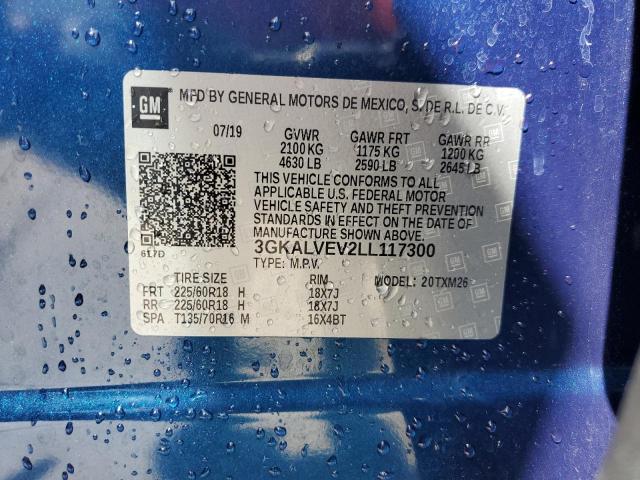 GM MFD BY GENERAL MOTORS DE MEXICO, S. DE R.L. DE C.V.
07/19 GVWR GAWR FRT GAWR RR
2100 KG 1175 KG 1200 KG
4630 LB 2590 LB 2645 LB
THIS VEHICLE CONFORMS TO ALL
APPLICABLE U.S. FEDERAL MOTOR
VEHICLE SAFETY AND THEFT PREVENTION
STANDARDS IN EFFECT ON THE DATE OF
MANUFACTURE SHOWN ABOVE.
617D 3GKALVEV2LL117300
TYPE: M.P.V. MODEL: 20TXM26
TIRE SIZE RIM
FRT 225/60R18 H 18X7J
RR 225/60R18 H 18X7J
SPA T135/70R16 M 16X4BT